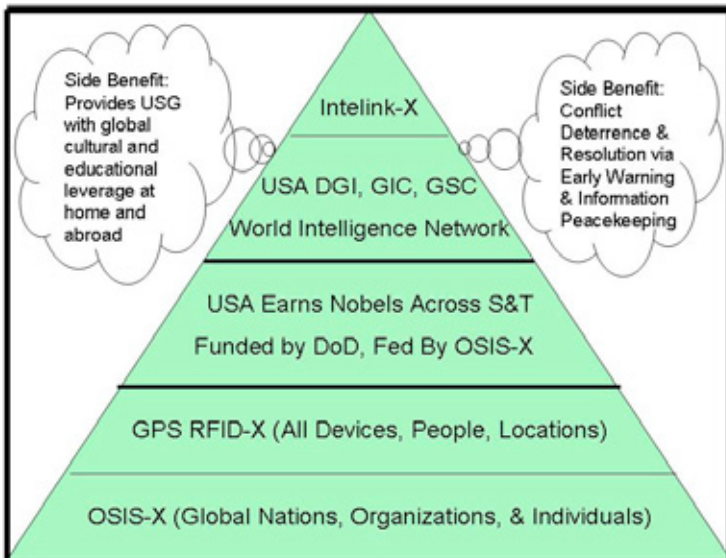 Side Benefit:
Provides USG
with global
cultural and
educational
leverage at
home and
abroad
Side Benefit:
Conflict
Deterrence &
Resolution via
Early Warning
& Information
Peacekeeping
Intelink-X
USA DGI, GIC, GSC
World Intelligence Network
USA Earns Nobels Across S&T
Funded by DoD, Fed By OSIS-X
GPS RFID-X (All Devices, People, Locations)
OSIS-X (Global Nations, Organizations, & Individuals)